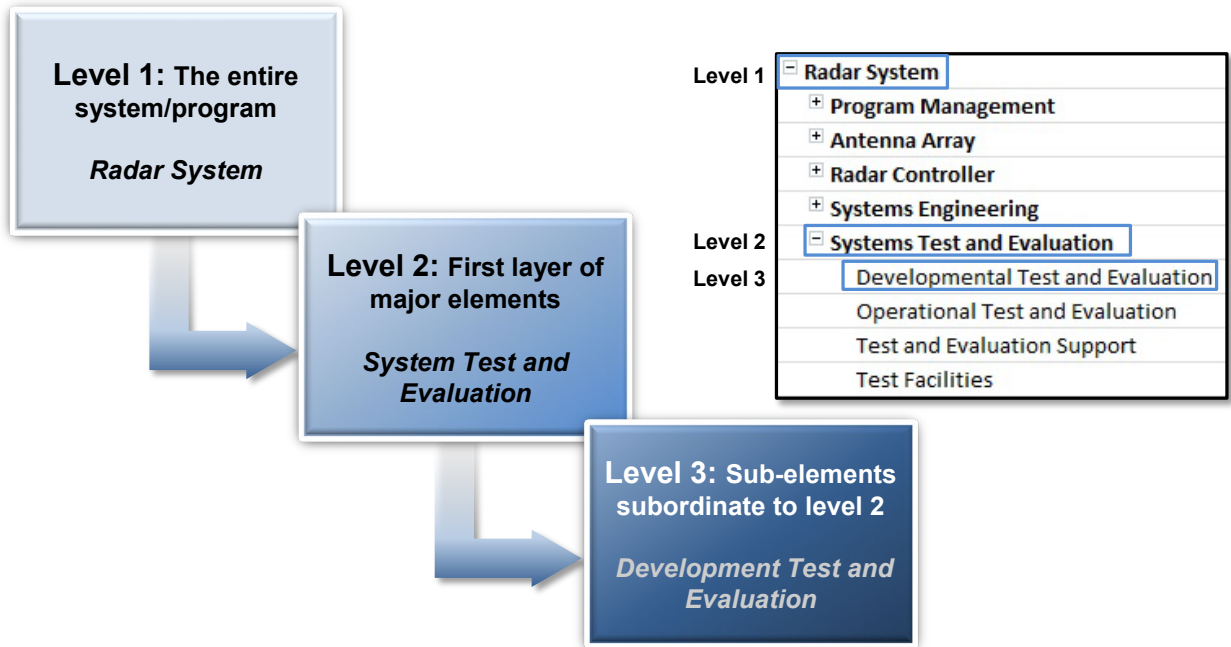 Level 1: The entire
system/program
Radar System
Level 2: First layer of
major elements
System Test and
Evaluation
Level 3: Sub-elements
subordinate to level 2
Development Test and
Evaluation
Level 1
Radar System
Program Management
Antenna Array
Radar Controller
Systems Engineering
Level 2
Systems Test and Evaluation
Level 3
Developmental Test and Evaluation
Operational Test and Evaluation
Test and Evaluation Support
Test Facilities